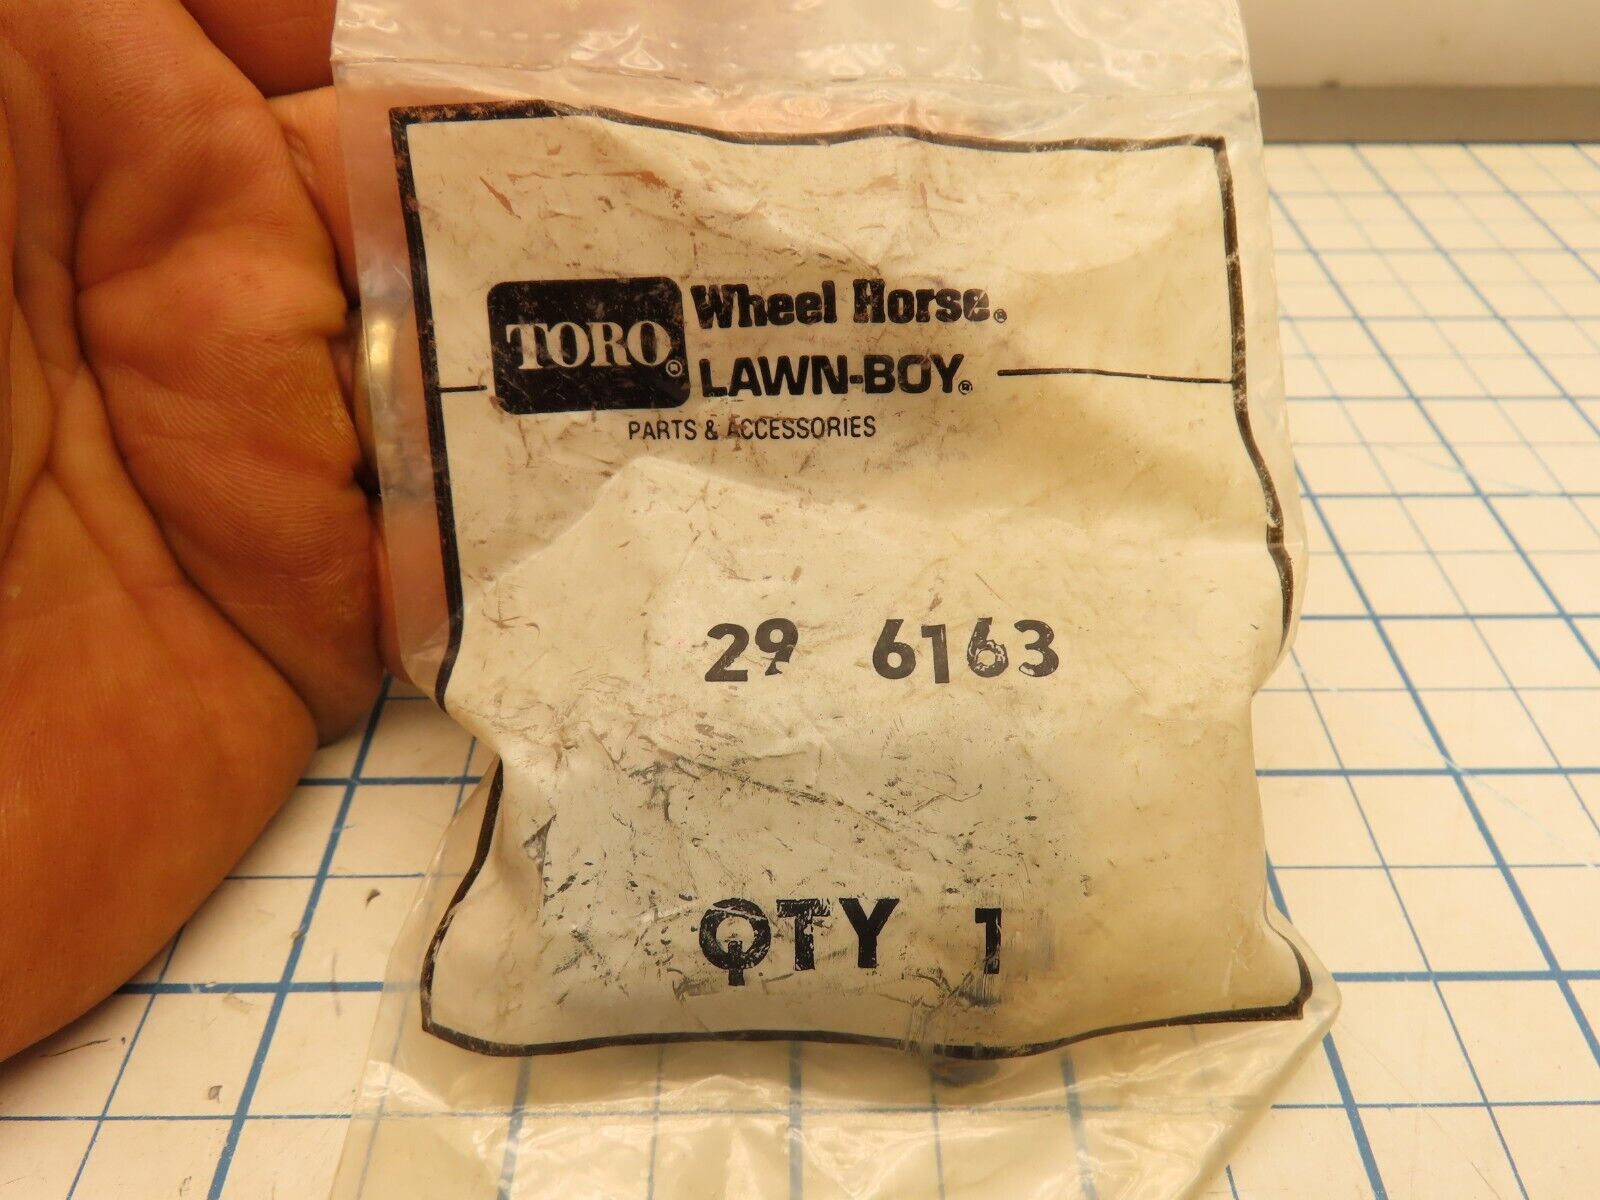 TORO® Wheel Horse®
LAWN-BOY®
PARTS & ACCESSORIES
29 6163
QTY 1